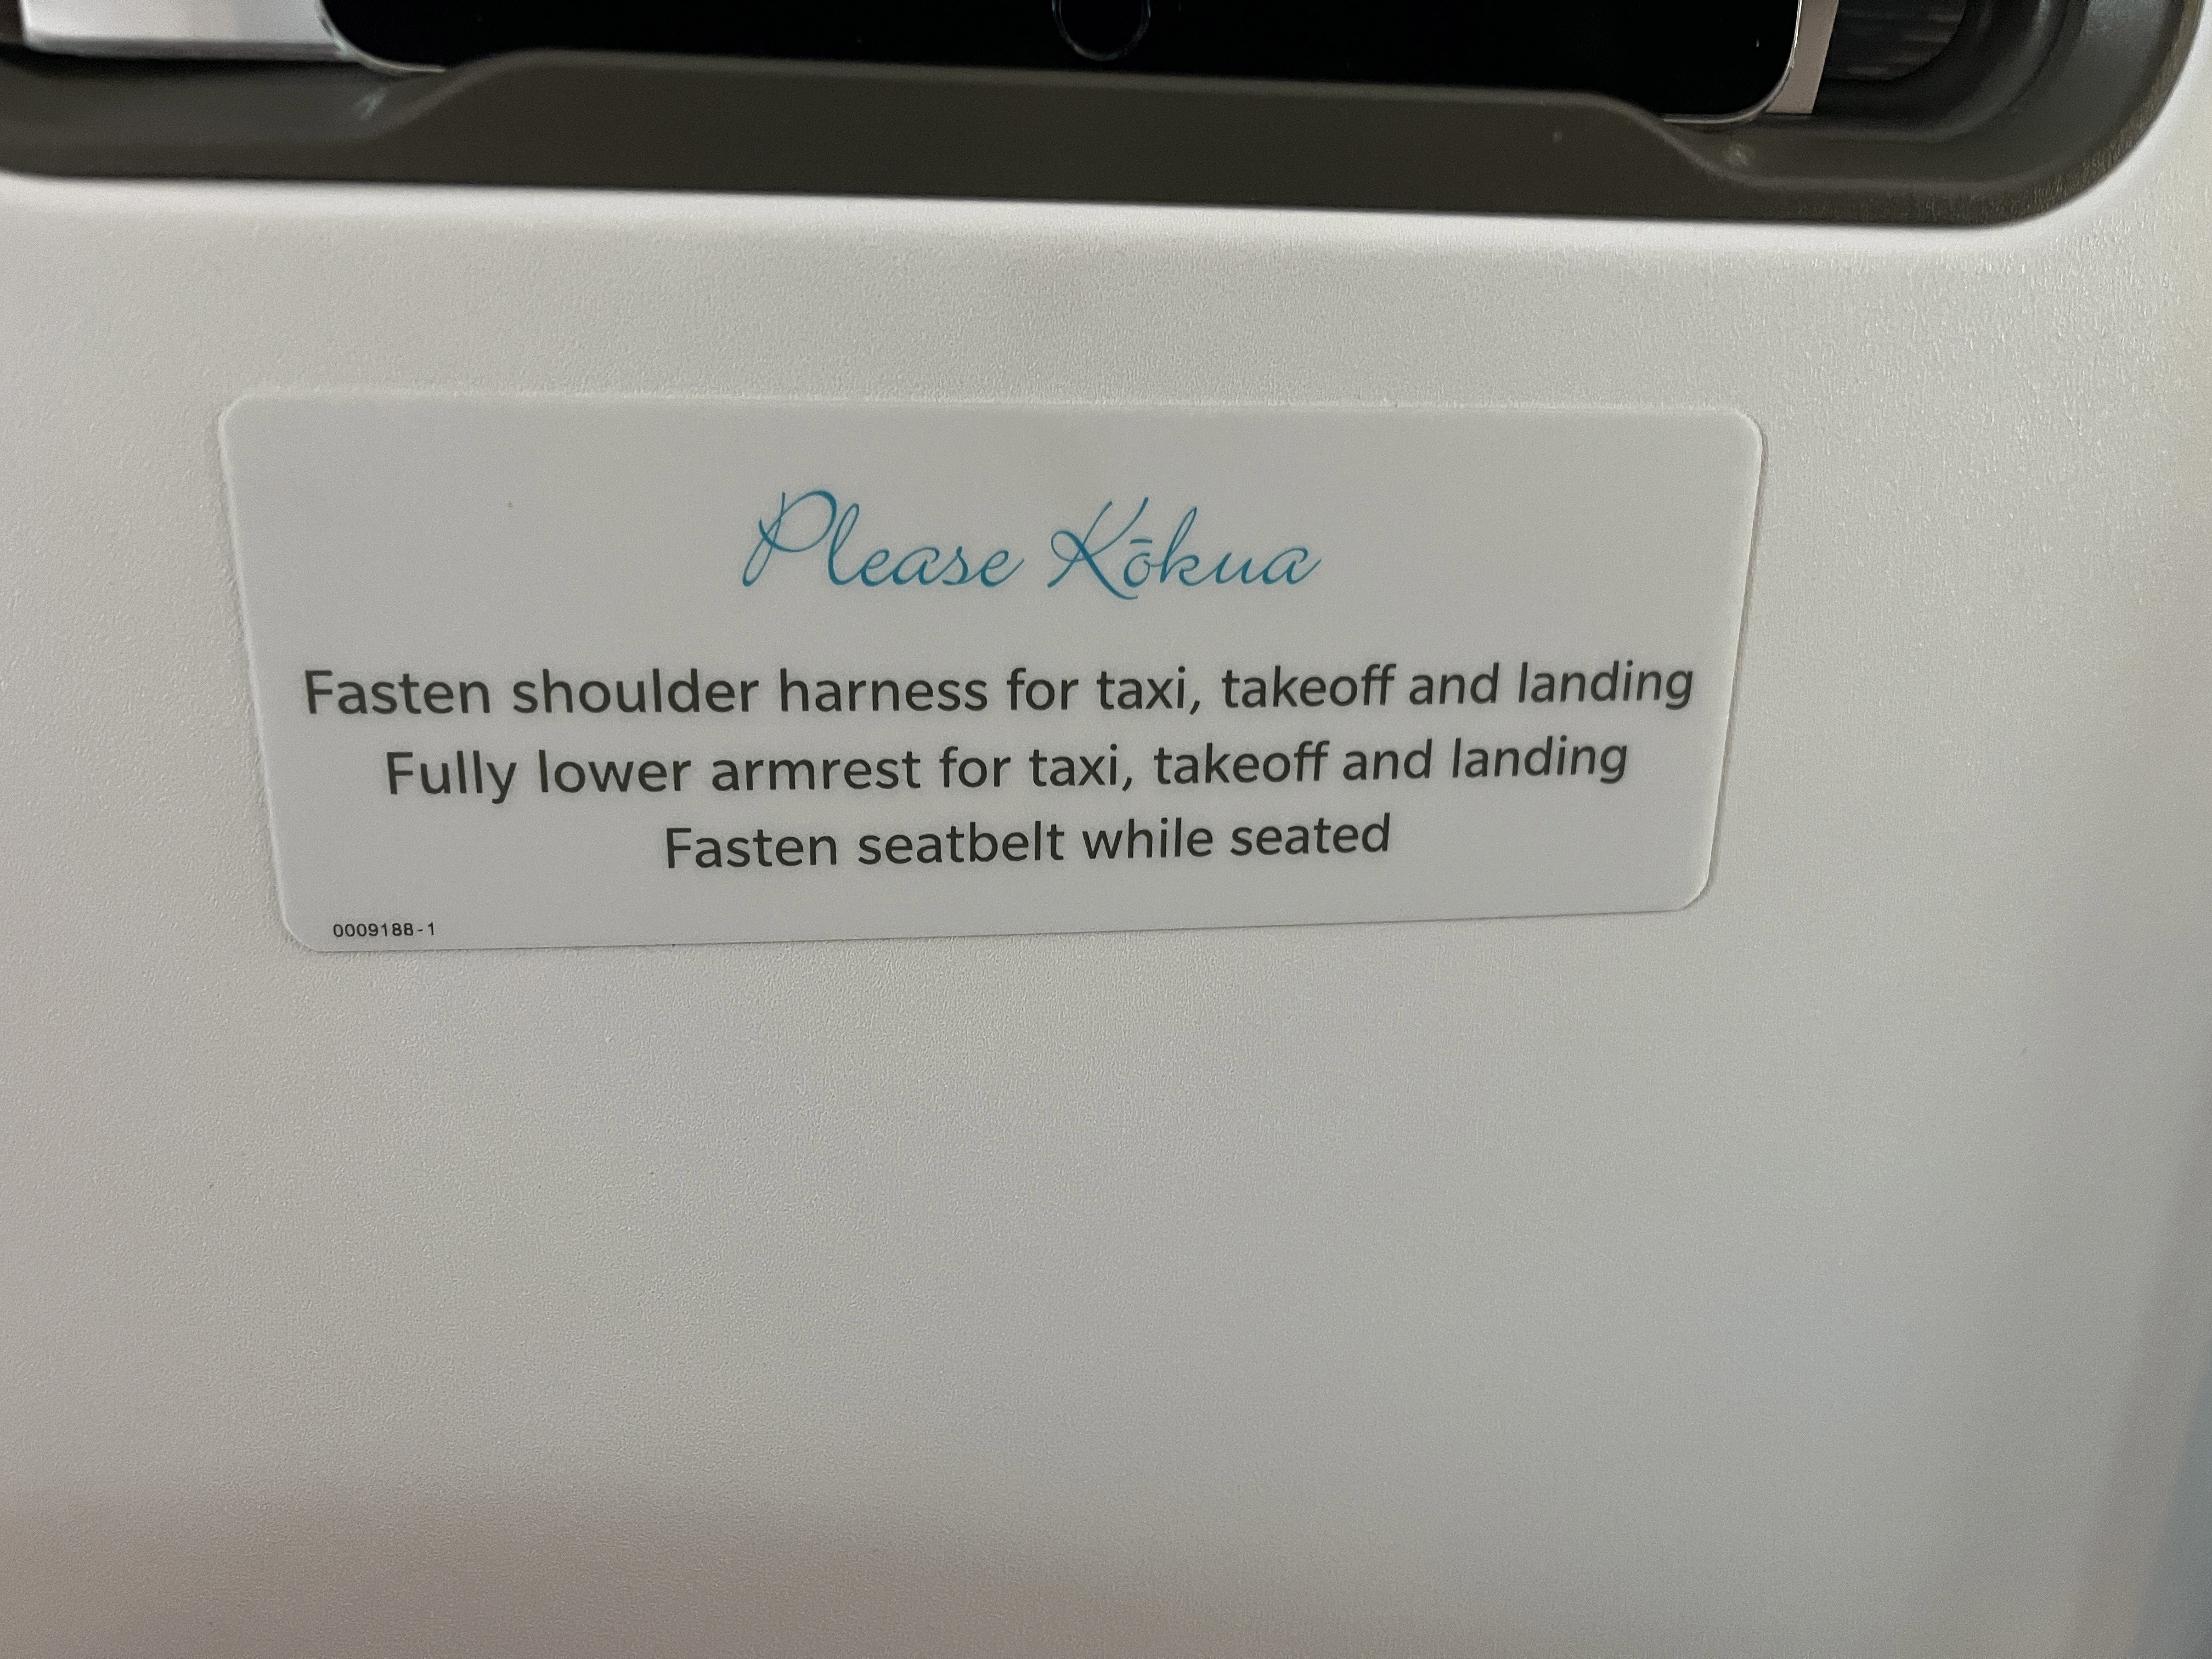 Please Kōkua
Fasten shoulder harness for taxi, takeoff and landing
Fully lower armrest for taxi, takeoff and landing
Fasten seatbelt while seated
0009188-1